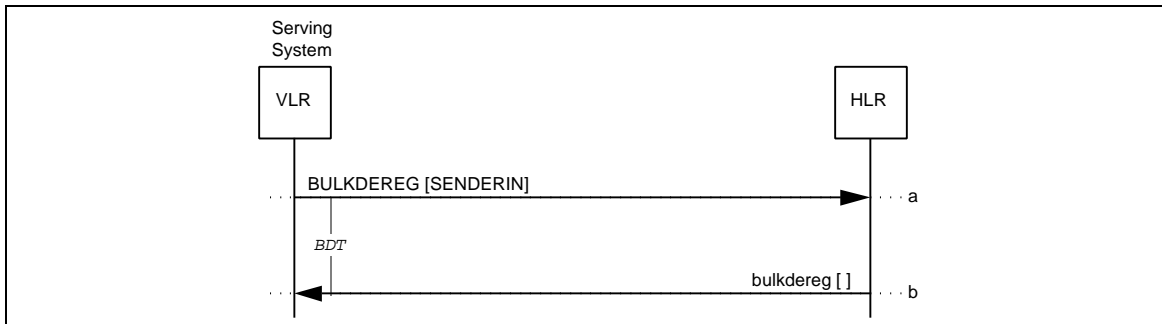 Serving
System
VLR
HLR
BULKDEREG [SENDERIN]
a
BDT
bulkdereg [ ]
b